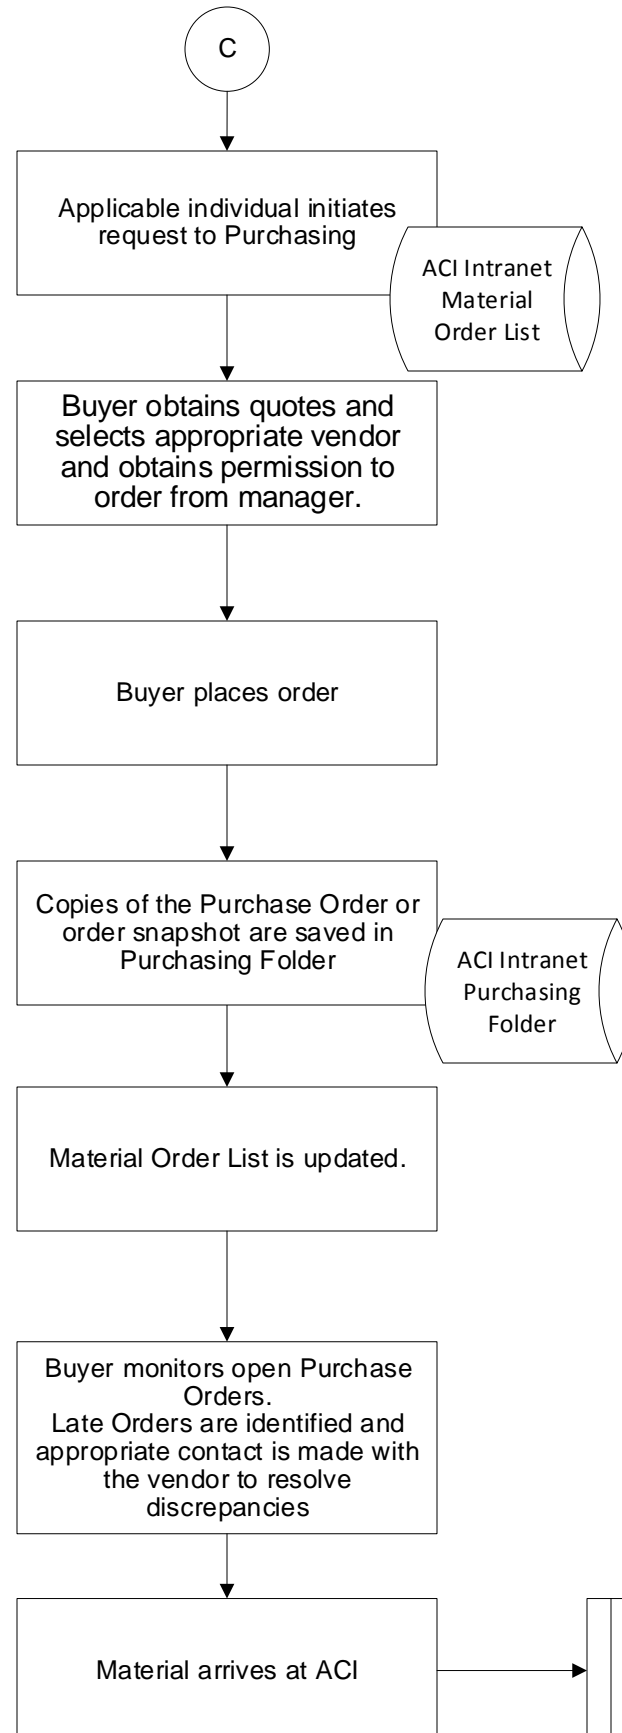 C
Applicable individual initiates
request to Purchasing
ACI Intranet
Material
Order List
Buyer obtains quotes and
selects appropriate vendor
and obtains permission to
order from manager.
Buyer places order
Copies of the Purchase Order or
order snapshot are saved in
Purchasing Folder
ACI Intranet
Purchasing
Folder
Material Order List is updated.
Buyer monitors open Purchase
Orders.
Late Orders are identified and
appropriate contact is made with
the vendor to resolve
discrepancies
Material arrives at ACI